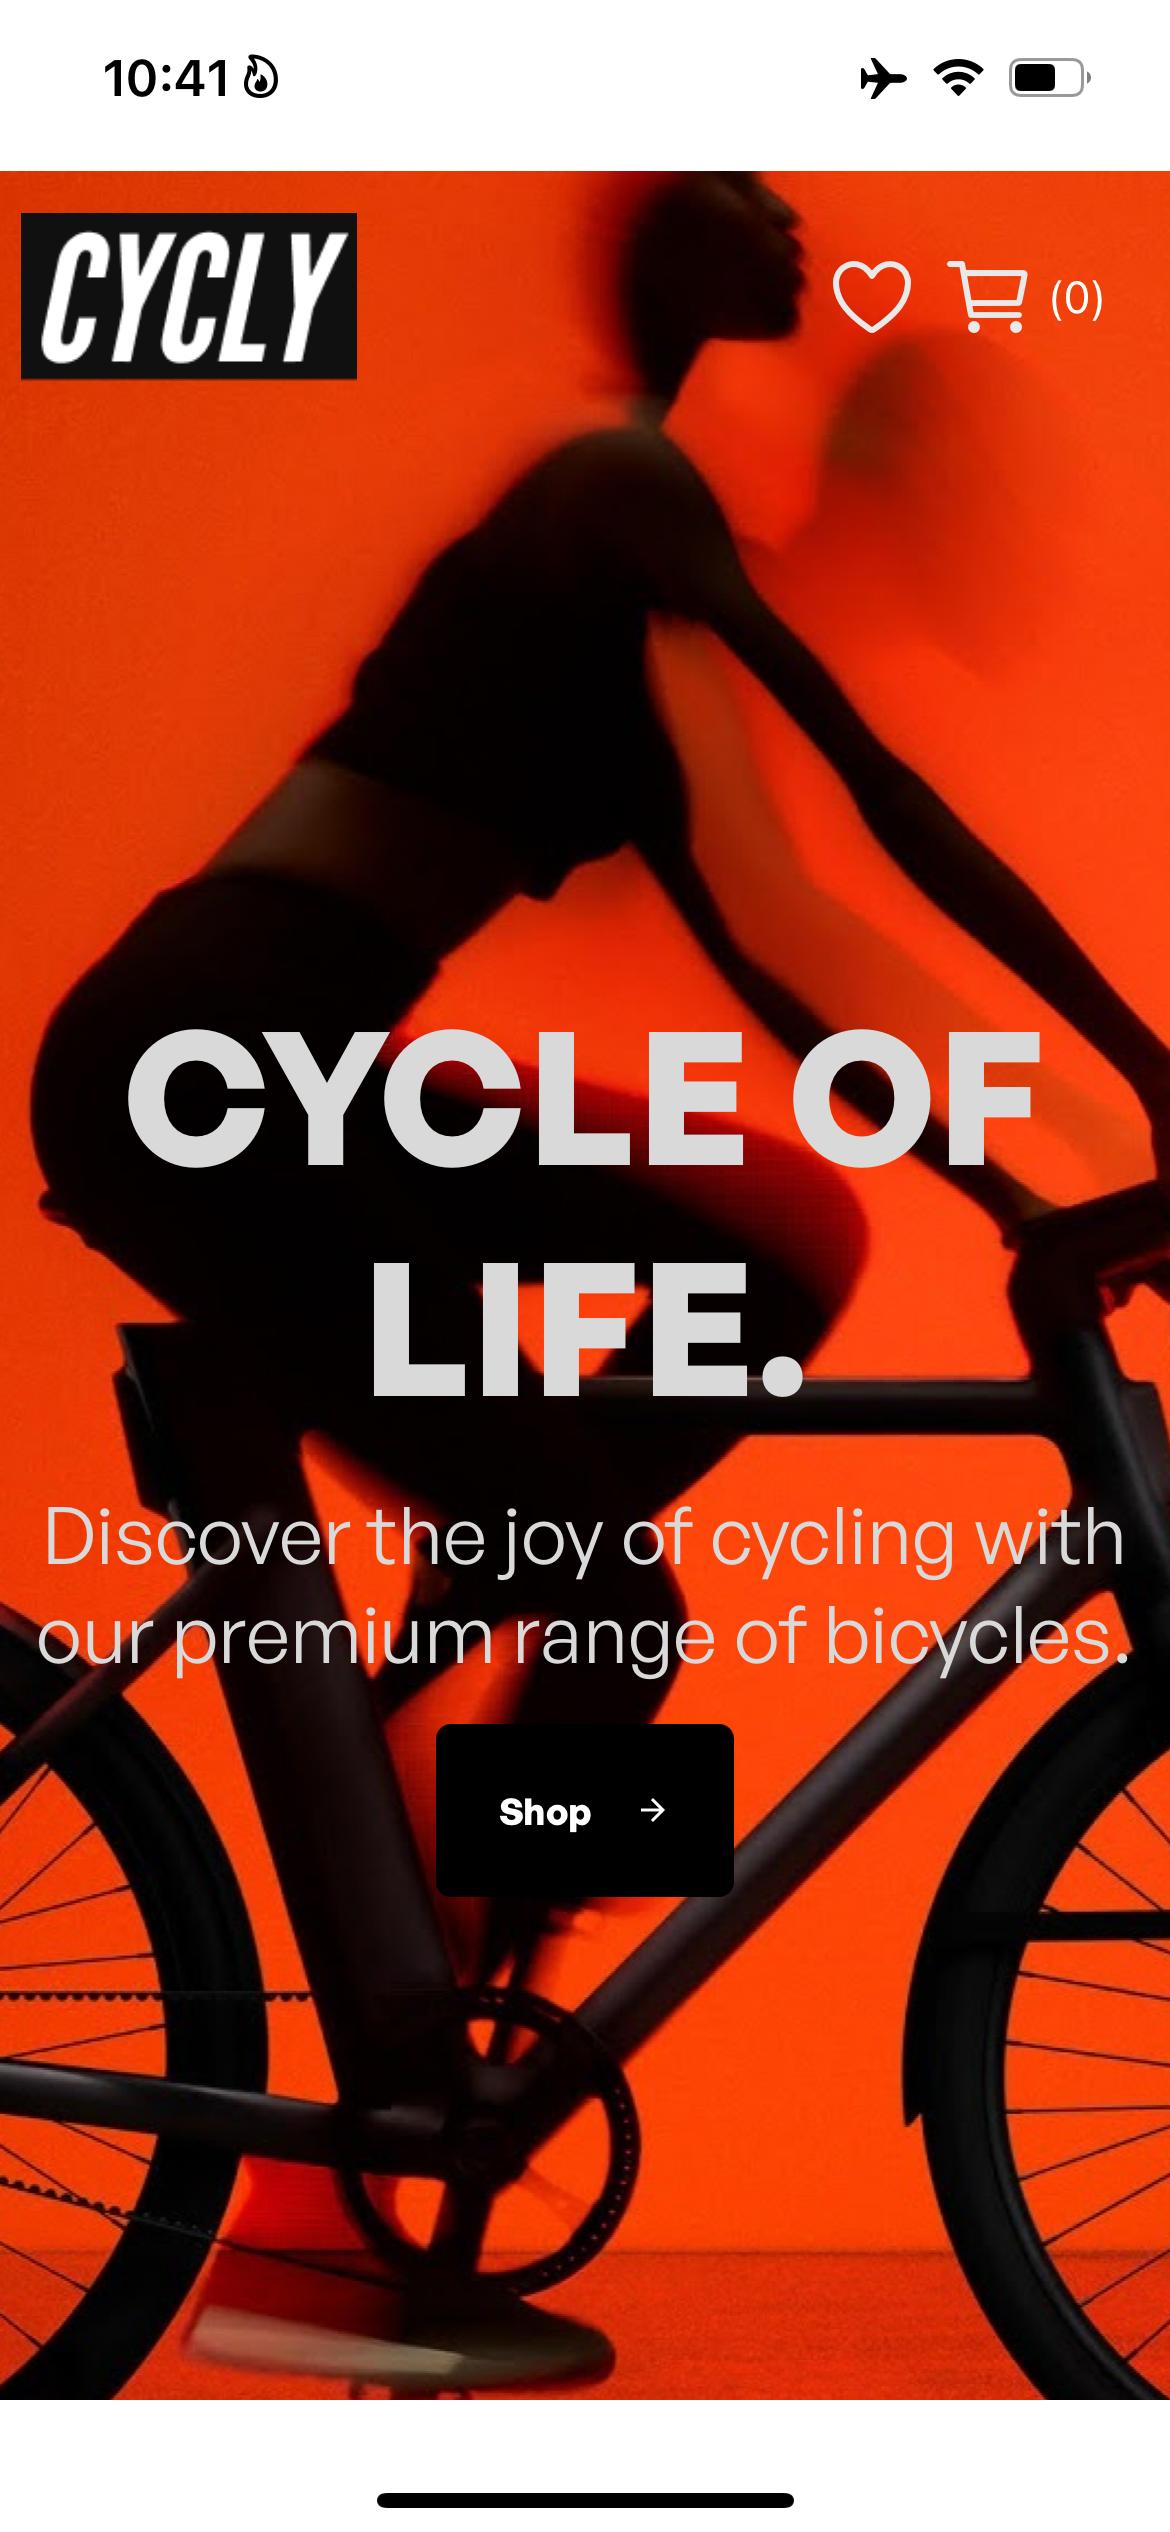 10:41
CYCLY
(0)
CYCLE OF
LIFE.
Discover the joy of cycling with
our premium range of bicycles.
Shop →